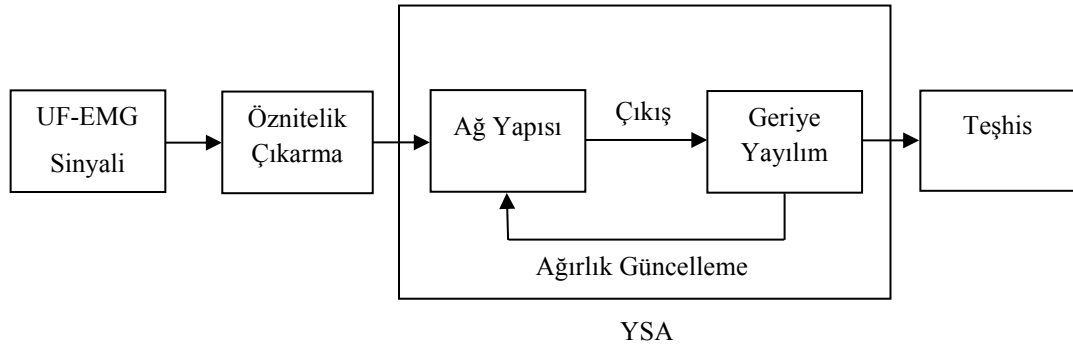 UF-EMG
Sinyali
Öznitelik
Çıkarma
Ağ Yapısı
Çıkış
Geriye
Yayılım
Teşhis
Ağırlık Güncelleme
YSA